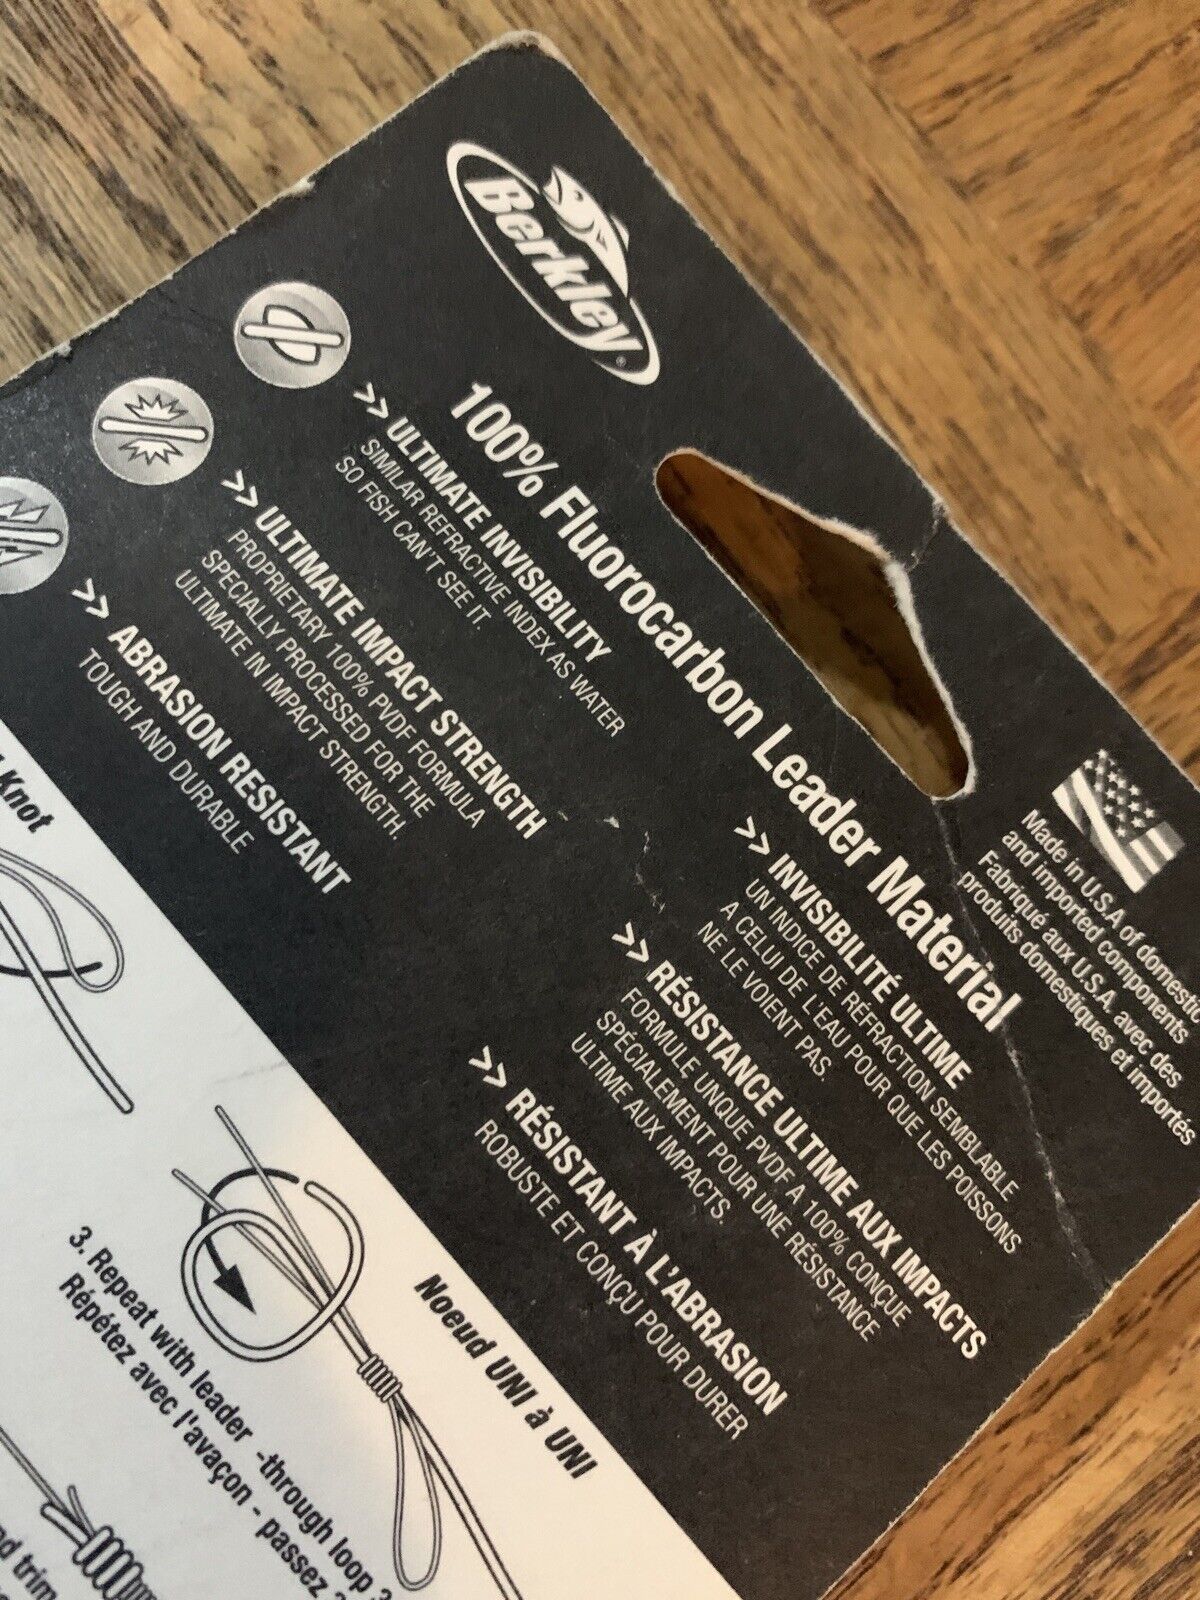 Berkley
100% Fluorocarbon Leader Material
>> ULTIMATE INVISIBILITY
SIMILAR REFRACTIVE INDEX AS WATER
SO FISH CAN'T SEE IT.
>> ULTIMATE IMPACT STRENGTH
PROPRIETARY 100% PVDF FORMULA
SPECIALLY PROCESSED FOR THE
ULTIMATE IN IMPACT STRENGTH.
>> ABRASION RESISTANT
TOUGH AND DURABLE
>> INVISIBILITÉ ULTIME
UN INDICE DE RÉFRACTION SEMBLABLE
A CELUI DE L'EAU POUR QUE LES POISSONS
NE LE VOIENT PAS.
>> RÉSISTANCE ULTIME AUX IMPACTS
FORMULE UNQUE PVDF A 100% CONÇUE
SPÉCIALEMENT POUR UNE RÉSISTANCE
ULTIME AUX IMPACTS.
>> RÉSISTANT À L'ABRASION
ROBUSTE ET CONÇU POUR DURER
Made in U.S.A. of domestic
and imported components
Fabriqué aux U.S.A. avec des
produits domestiques et importés
Knot
Noeud UNI à UNI
3. Repeat with leader -through loop 3
Répétez avec l'avaçon - passez
trim